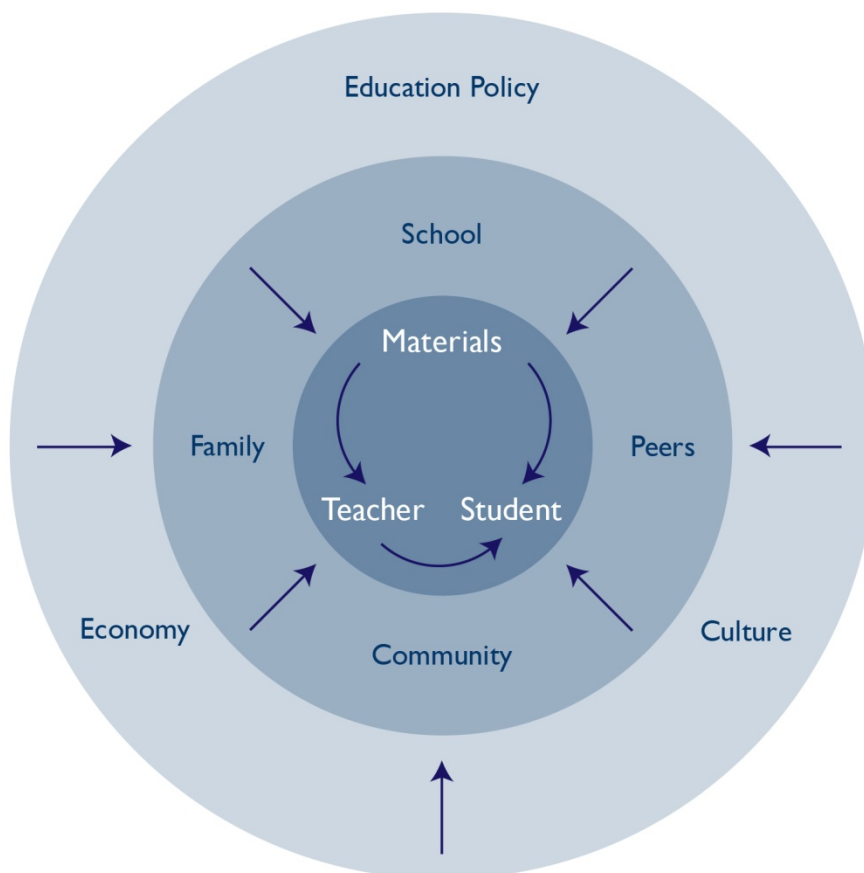 Education Policy
School
Materials
Family
Peers
Teacher
Student
Economy
Culture
Community